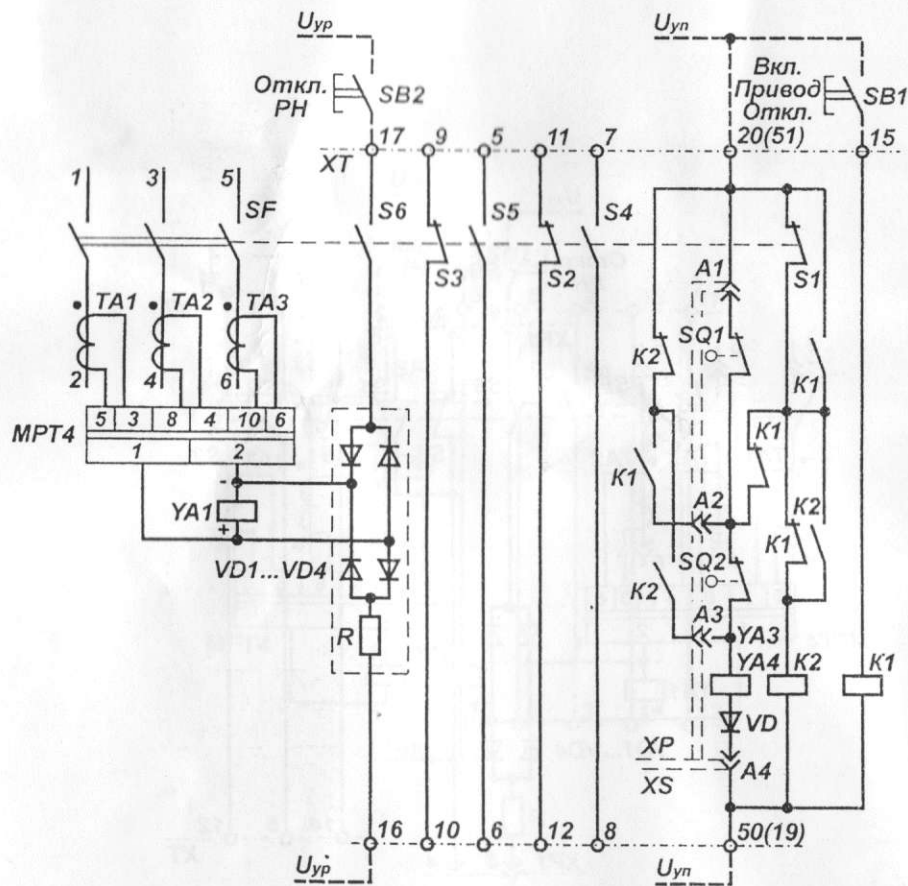 Uур Uуп
Откл. РН SB2 Вкл. Привод Откл. SB1
17 9 5 11 7 20(51) 15
XT
1 3 5
SF S6 S5 S4
S3 S2 S1
A1
TA1 TA2 TA3
SQ1
K2 K1
2 4 6
5 3 8 4 10 6
МРТ4
1 2
K1 K1
- A2 K2
YA1 K1
+ SQ2
VD1...VD4 K2
A3 YA3
R YA4 K2 K1
VD
XP
XS A4
16 10 6 12 8 50(19)
Uур Uуп